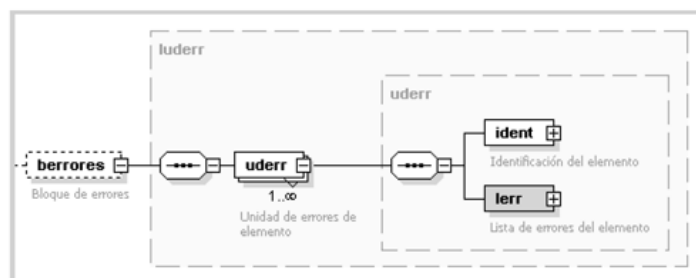 luderr
uderr
ident
Identificación del elemento
berrores
Bloque de errores
uderr
1..∞
Unidad de errores de
elemento
lerr
Lista de errores del elemento